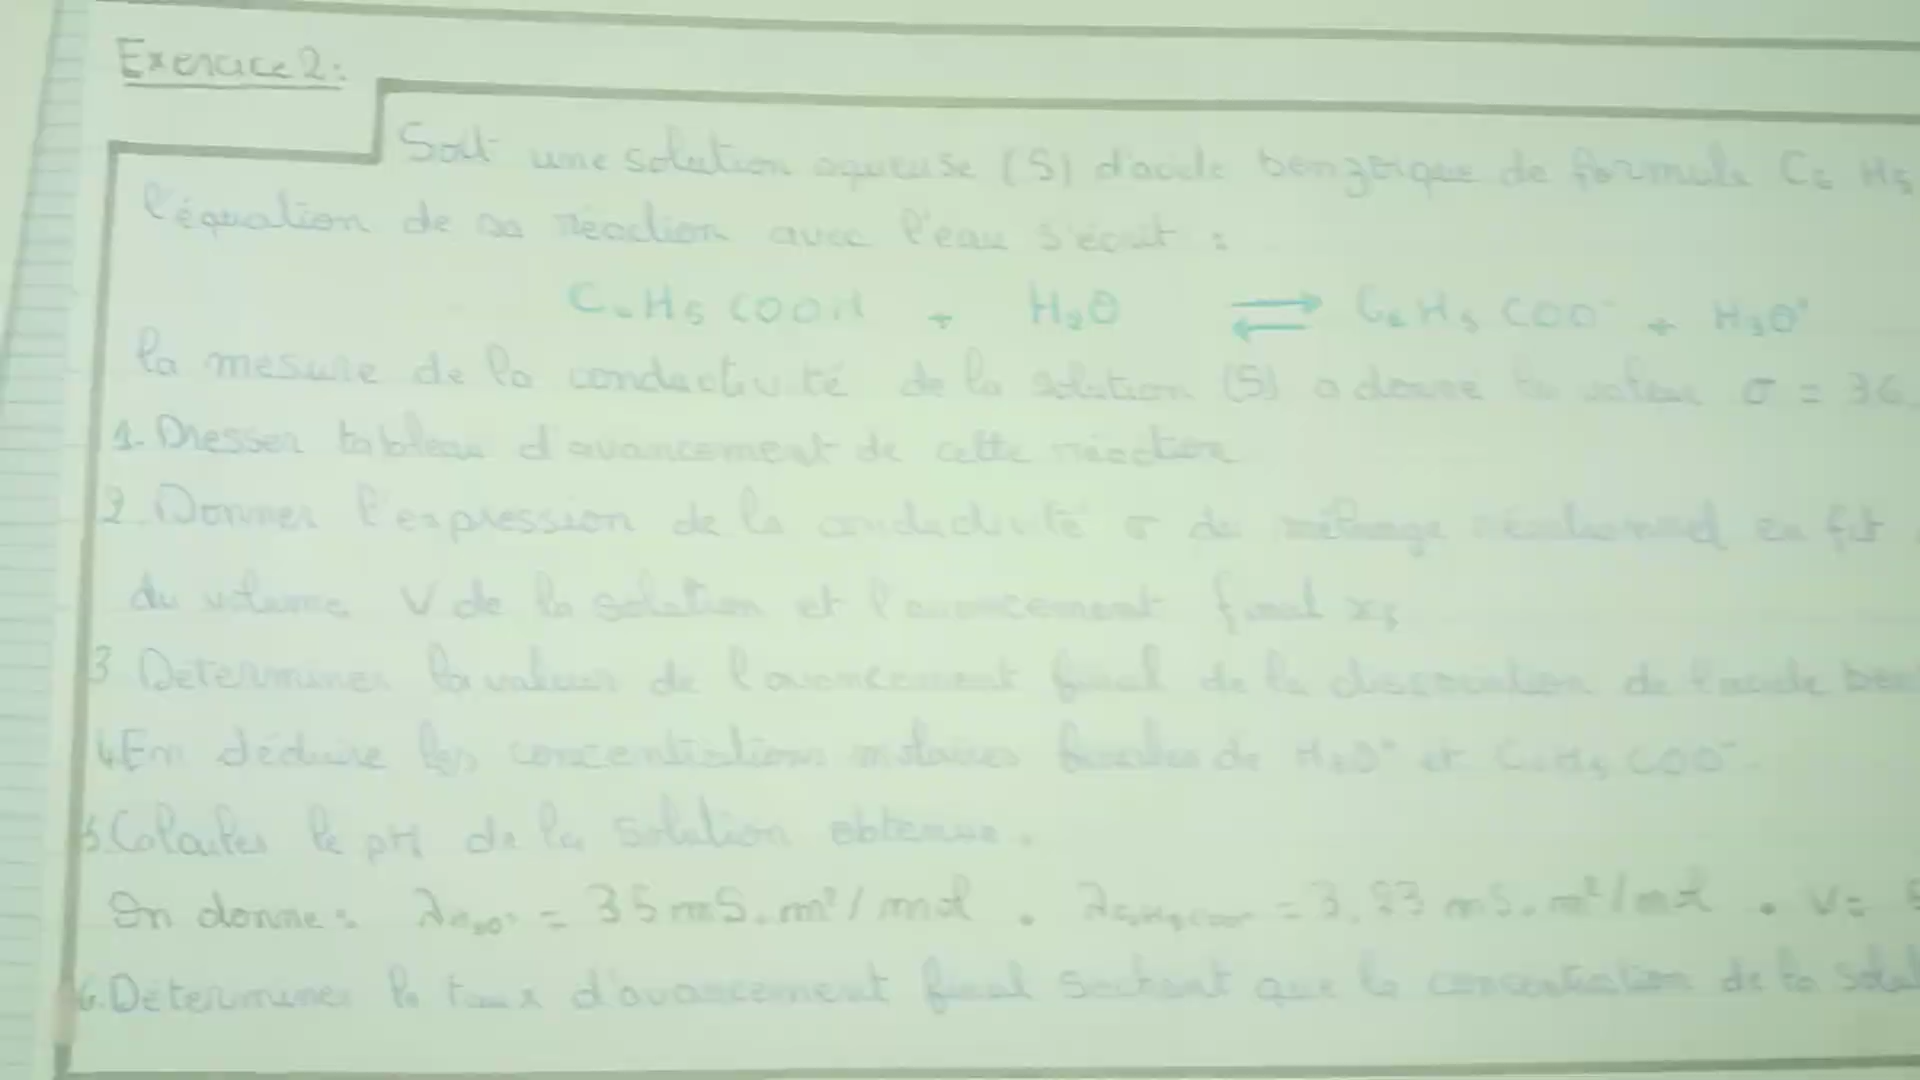 Exercice 2:
Soit une solution aqueuse (S) d'acide benzoïque de formule C6 H5
l'équation de sa réaction avec l'eau s'écrit :
C6H5 COOH + H2O ⇌ C6H5 COO⁻ + H3O⁺
la mesure de la conductivité de la solution (S) a donné la valeur σ = 36
1. Dresser tableau d'avancement de cette réaction
2. Donner l'expression de la conductivité σ du mélange réactionnel en fct
du volume V de la solution et l'avancement final xf
3 Déterminer la valeur de l'avancement final de la dissociation de l'acide
4. En déduire les concentrations molaires finales de H3O⁺ et C6H5 COO⁻.
5. Calculer le pH de la solution obtenue.
On donne : λH3O⁺ = 35 mS.m²/mol . λC6H5COO⁻ = 3,23 mS.m²/mol . V=
6. Déterminer le taux d'avancement final sachant que la concentration de la